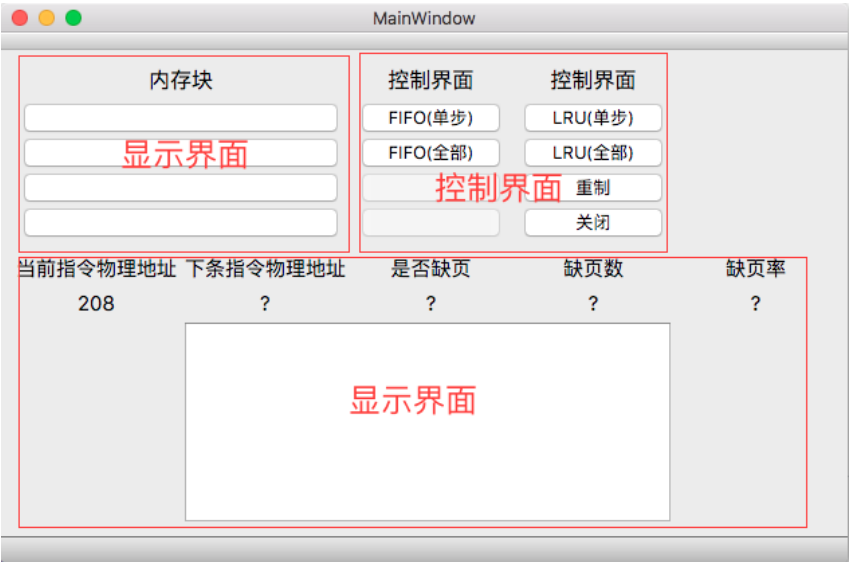 MainWindow
内存块
控制界面
控制界面
FIFO(单步)
LRU(单步)
显示界面
FIFO(全部)
LRU(全部)
控制界面
重制
关闭
当前指令物理地址
下条指令物理地址
是否缺页
缺页数
缺页率
208
?
?
?
?
显示界面